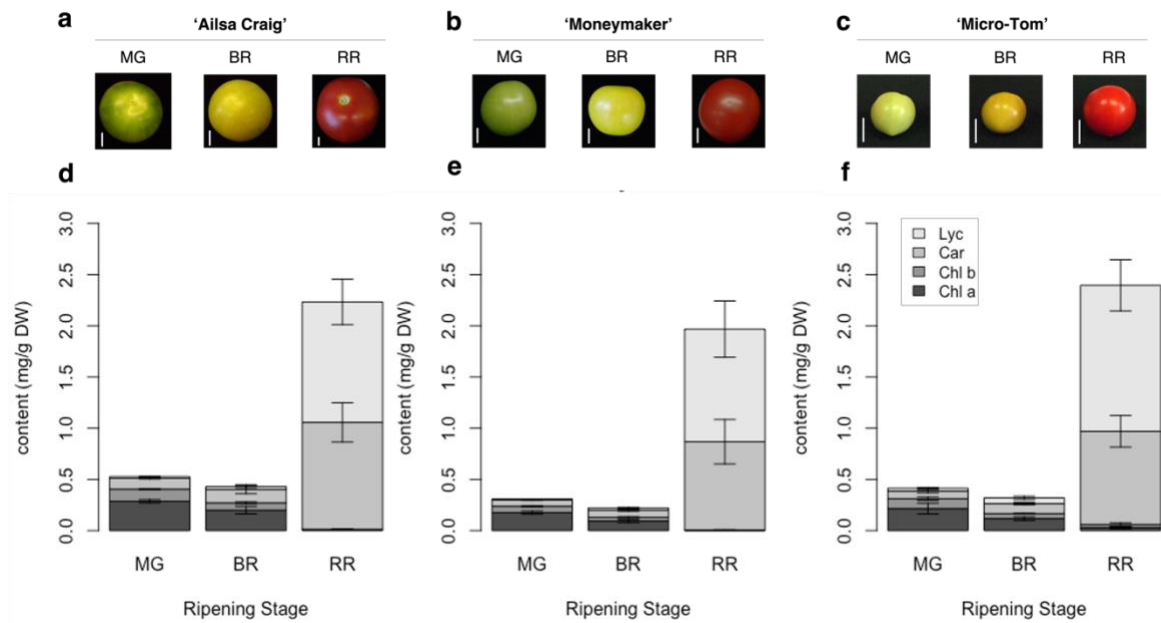 a
‘Ailsa Craig’
MG BR RR
b
‘Moneymaker’
MG BR RR
c
‘Micro-Tom’
MG BR RR
d
content (mg/g DW)
3.0
2.5
2.0
1.5
1.0
0.5
0.0
MG BR RR
Ripening Stage
e
content (mg/g DW)
3.0
2.5
2.0
1.5
1.0
0.5
0.0
MG BR RR
Ripening Stage
f
content (mg/g DW)
3.0
2.5
2.0
1.5
1.0
0.5
0.0
Lyc
Car
Chl b
Chl a
MG BR RR
Ripening Stage